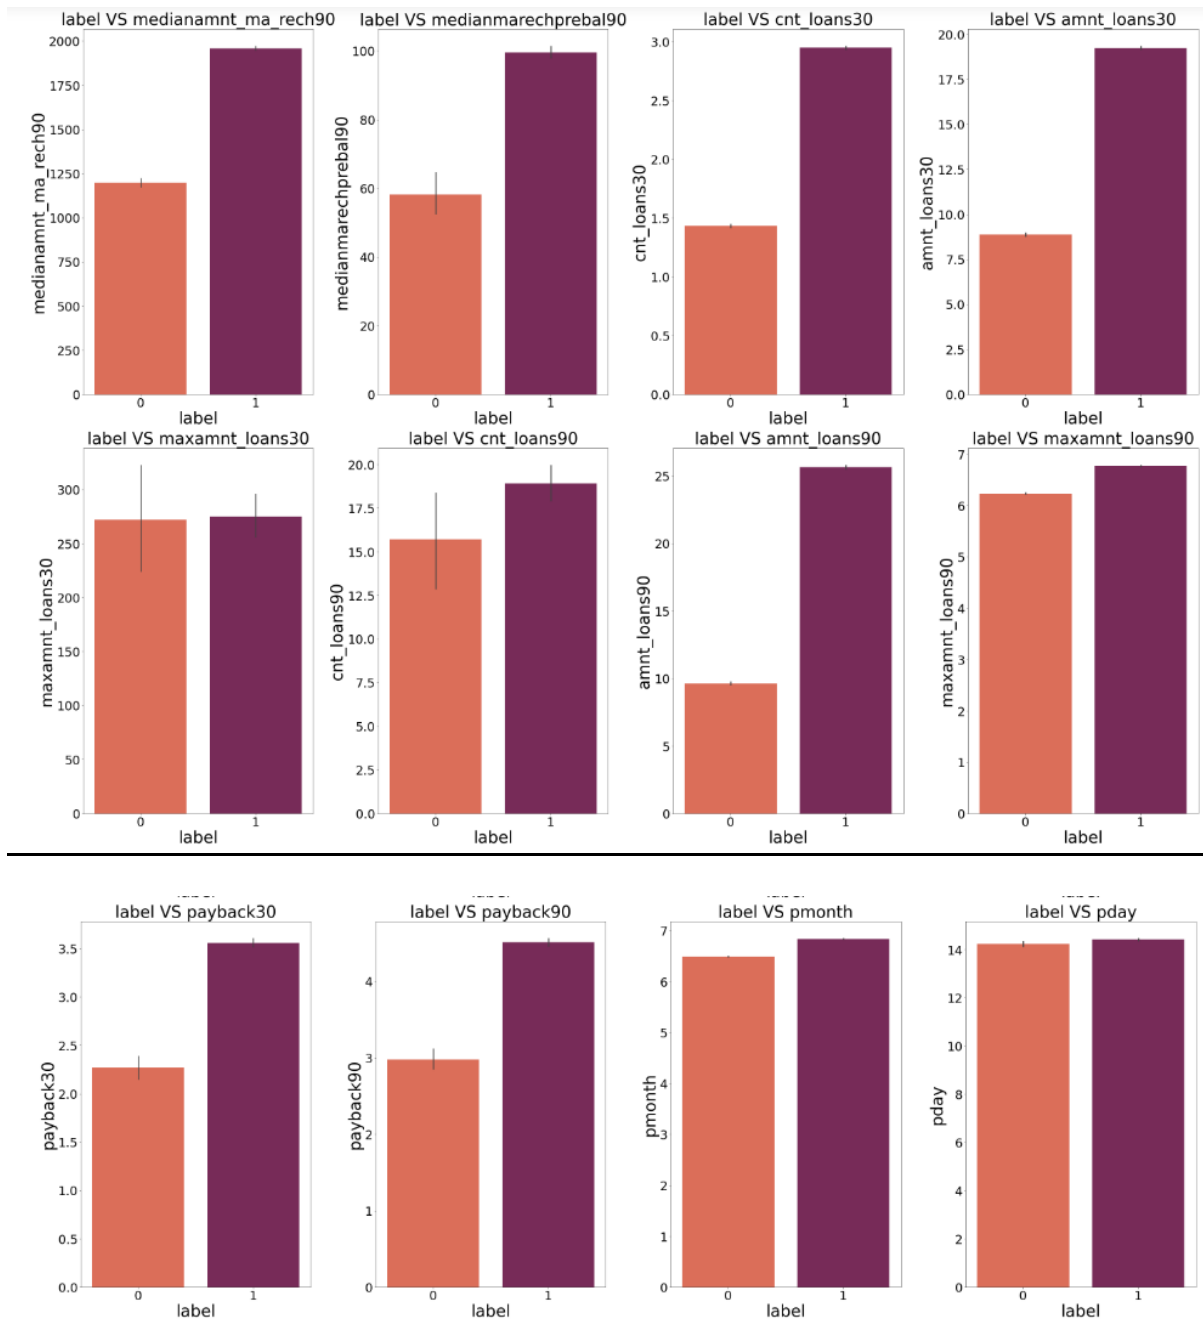 label VS medianamnt_ma_rech90
medianamnt_ma_rech90
2000
1750
1500
1250
1000
750
500
250
0
0 1
label
label VS medianmarechprebal90
medianmarechprebal90
100
80
60
40
20
0
0 1
label
label VS cnt_loans30
cnt_loans30
3.0
2.5
2.0
1.5
1.0
0.5
0.0
0 1
label
label VS amnt_loans30
amnt_loans30
20.0
17.5
15.0
12.5
10.0
7.5
5.0
2.5
0.0
0 1
label
label VS maxamnt_loans30
maxamnt_loans30
300
250
200
150
100
50
0
0 1
label
label VS cnt_loans90
cnt_loans90
20.0
17.5
15.0
12.5
10.0
7.5
5.0
2.5
0.0
0 1
label
label VS amnt_loans90
amnt_loans90
25
20
15
10
5
0
0 1
label
label VS maxamnt_loans90
maxamnt_loans90
7
6
5
4
3
2
1
0
0 1
label
label VS payback30
payback30
3.5
3.0
2.5
2.0
1.5
1.0
0.5
0.0
0 1
label
label VS payback90
payback90
4
3
2
1
0
0 1
label
label VS pmonth
pmonth
7
6
5
4
3
2
1
0
0 1
label
label VS pday
pday
14
12
10
8
6
4
2
0
0 1
label